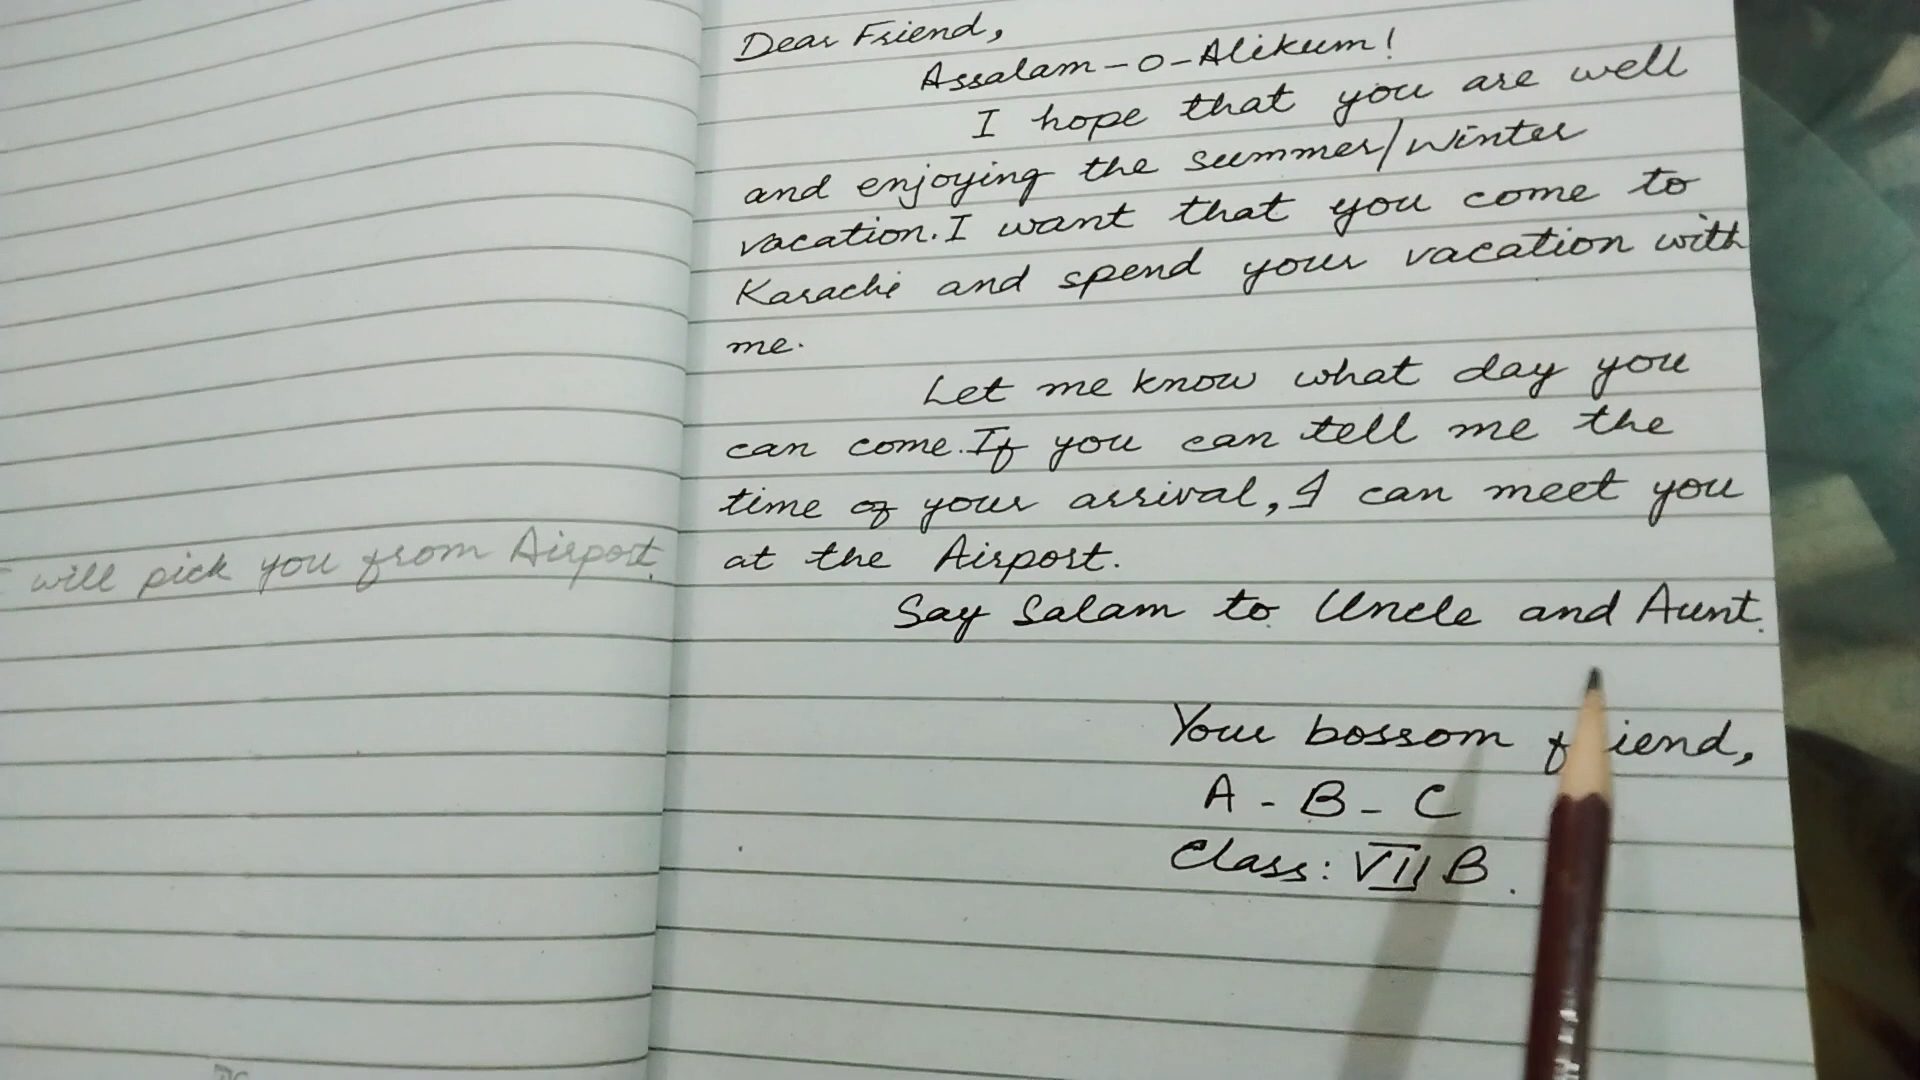 Dear Friend,
Assalam-o-Alikum!
I hope that you are well
and enjoying the summer/winter
vacation. I want that you come to
Karachi and spend your vacation with
me.
Let me know what day you
can come. If you can tell me the
time of your arrival, I can meet you
at the Airport.
Say Salam to Uncle and Aunt.
Your bossom friend,
A-B-C
Class: VII B.
will pick you from Airport.